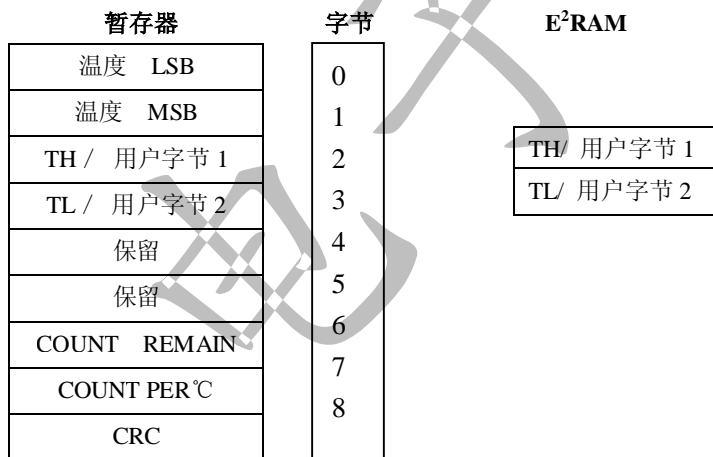 暂存器 字节 E²RAM
温度 LSB 0
温度 MSB 1
TH / 用户字节 1 2 TH/ 用户字节 1
TL / 用户字节 2 3 TL/ 用户字节 2
保留 4
保留 5
COUNT REMAIN 6
COUNT PER℃ 7
CRC 8